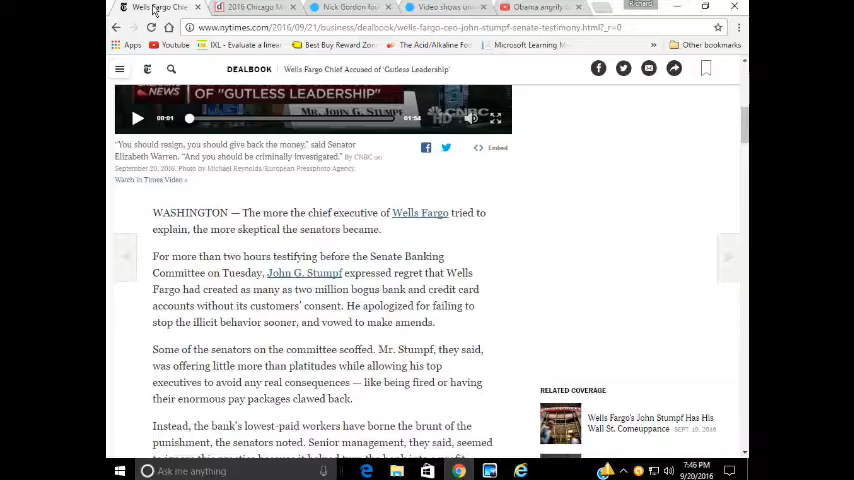 Wells Fargo Chie
2016 Chicago M
Nick Gordon fou
Video shows un
Obama angrily
Richard
www.nytimes.com/2016/09/21/business/dealbook/wells-fargo-ceo-john-stumpf-senate-testimony.html?_r=0
Apps Youtube IXL - Evaluate a linear Best Buy Reward Zone The Acid/Alkaline Foo Microsoft Learning M » Other bookmarks
DEALBOOK Wells Fargo Chief Accused of 'Gutless Leadership'
NEWS OF "GUTLESS LEADERSHIP"
MR. JOHN G. STUMPF
CNBC HD
00:01 01:54
"You should resign, you should give back the money," said Senator
Elizabeth Warren. "And you should be criminally investigated." By CNBC on
September 20, 2016. Photo by Michael Reynolds/European Pressphoto Agency.
Watch in Times Video »
Embed
WASHINGTON — The more the chief executive of Wells Fargo tried to
explain, the more skeptical the senators became.
For more than two hours testifying before the Senate Banking
Committee on Tuesday, John G. Stumpf expressed regret that Wells
Fargo had created as many as two million bogus bank and credit card
accounts without its customers' consent. He apologized for failing to
stop the illicit behavior sooner, and vowed to make amends.
Some of the senators on the committee scoffed. Mr. Stumpf, they said,
was offering little more than platitudes while allowing his top
executives to avoid any real consequences — like being fired or having
their enormous pay packages clawed back.
Instead, the bank's lowest-paid workers have borne the brunt of the
punishment, the senators noted. Senior management, they said, seemed
RELATED COVERAGE
Wells Fargo's John Stumpf Has His
Wall St. Comeuppance SEPT. 19, 2016
Ask me anything
7:46 PM
9/20/2016